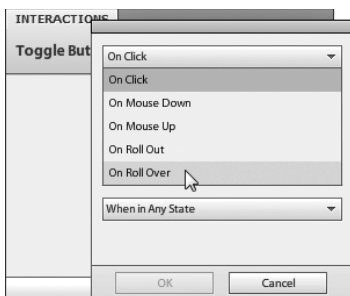 INTERACTIONS
Toggle But
On Click
On Click
On Mouse Down
On Mouse Up
On Roll Out
On Roll Over
When in Any State
OK Cancel